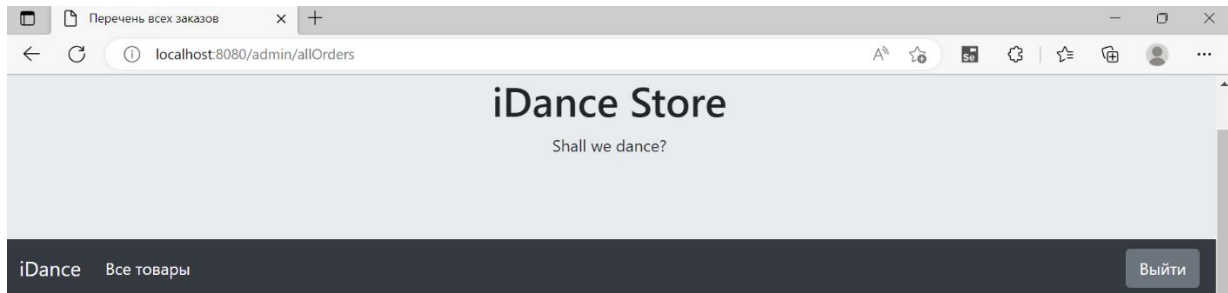 Перечень всех заказов
localhost:8080/admin/allOrders
iDance Store
Shall we dance?
iDance Все товары Выйти